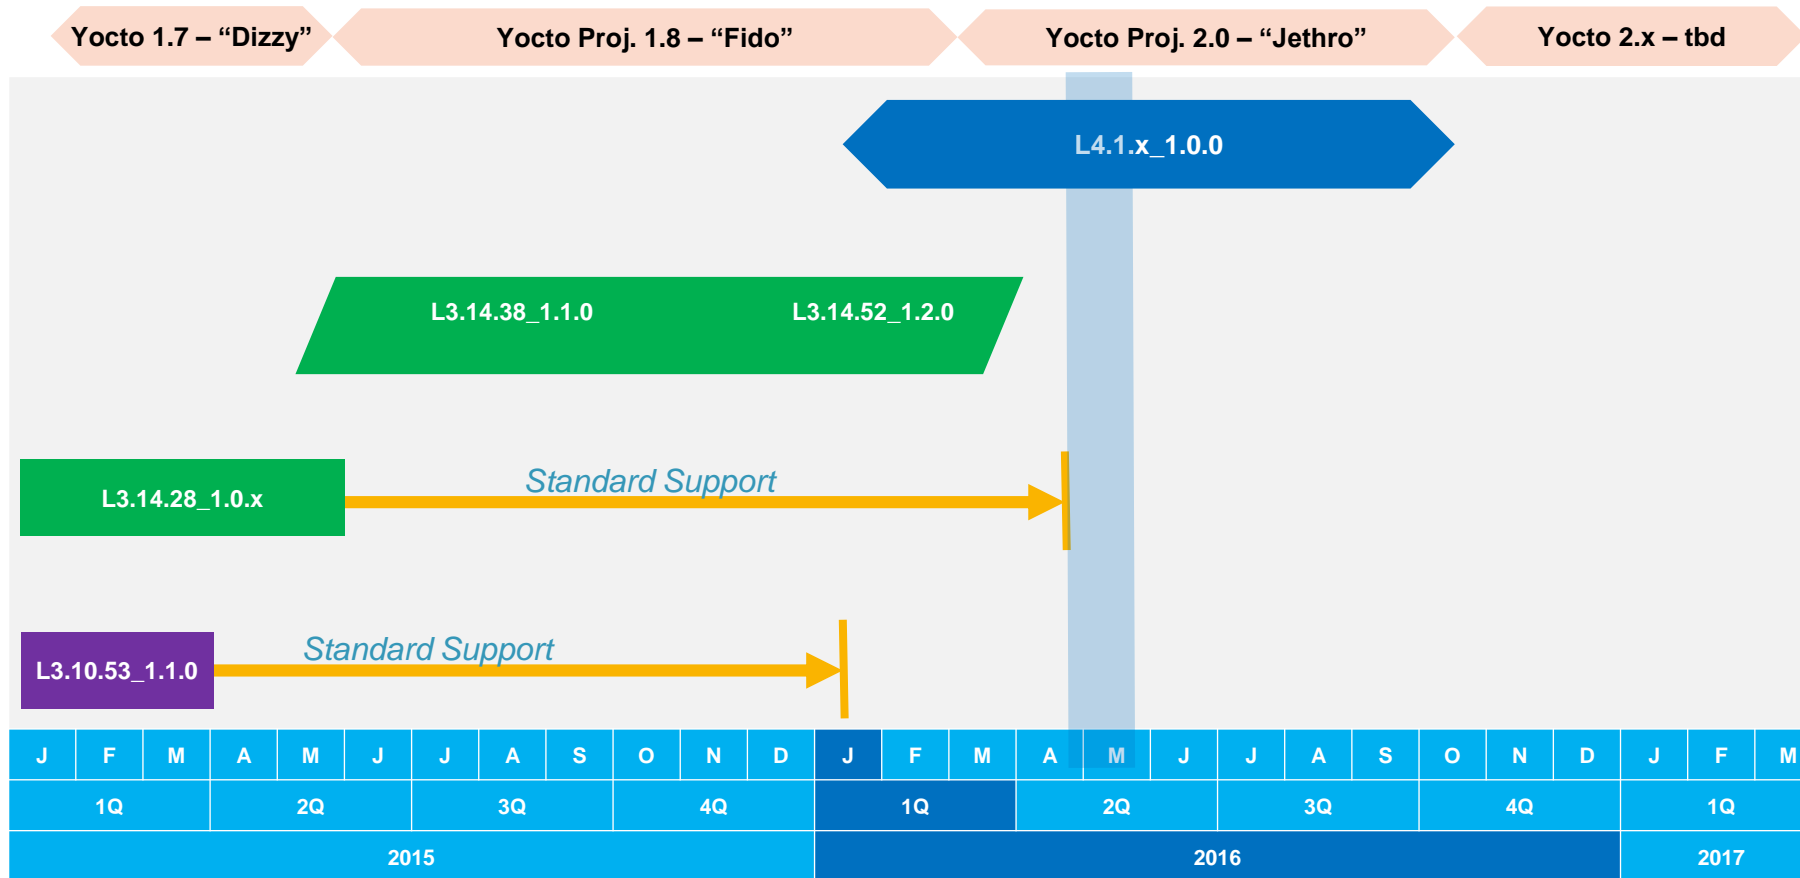 Yocto 1.7 – “Dizzy”
Yocto Proj. 1.8 – “Fido”
Yocto Proj. 2.0 – “Jethro”
Yocto 2.x – tbd
L4.1.x_1.0.0
L3.14.38_1.1.0
L3.14.52_1.2.0
L3.14.28_1.0.x
Standard Support
L3.10.53_1.1.0
Standard Support
J F M A M J J A S O N D J F M A M J J A S O N D J F M
1Q 2Q 3Q 4Q 1Q 2Q 3Q 4Q 1Q
2015 2016 2017